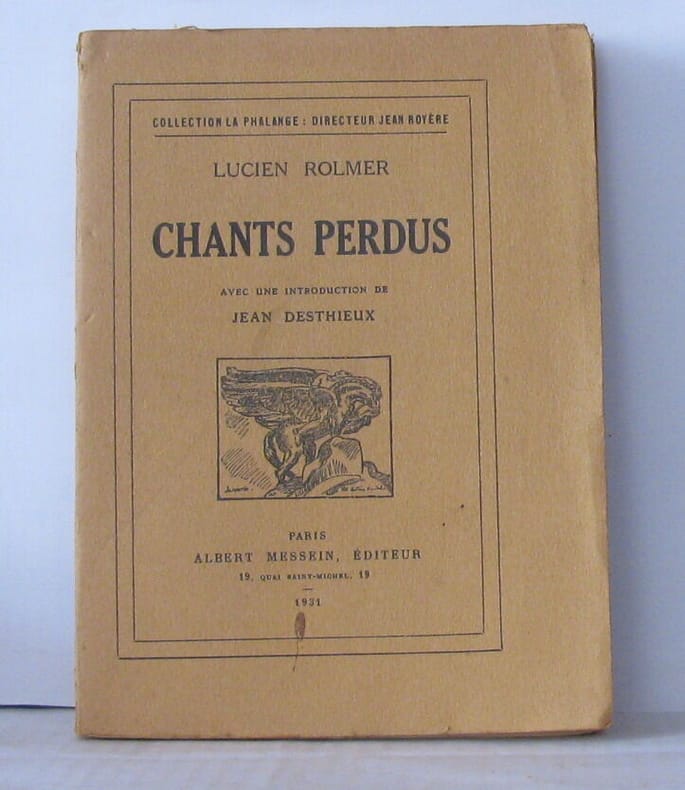 COLLECTION LA PHALANGE : DIRECTEUR JEAN ROYÈRE
LUCIEN ROLMER
CHANTS PERDUS
AVEC UNE INTRODUCTION DE
JEAN DESTHIEUX
PARIS
ALBERT MESSEIN, ÉDITEUR
19, QUAI SAINT-MICHEL, 19
1931